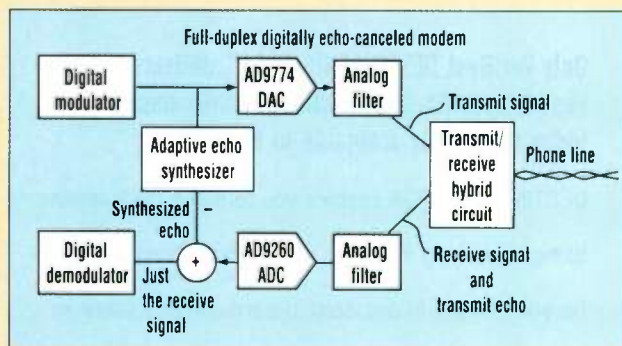 Full-duplex digitally echo-canceled modem
Digital
modulator
AD9774
DAC
Analog
filter
Transmit signal
Adaptive echo
synthesizer
Transmit/
receive hybrid
circuit
Phone line
Synthesized
echo
–
Digital
demodulator
+
AD9260
ADC
Analog
filter
Just
the receive
signal
Receive signal
and
transmit echo